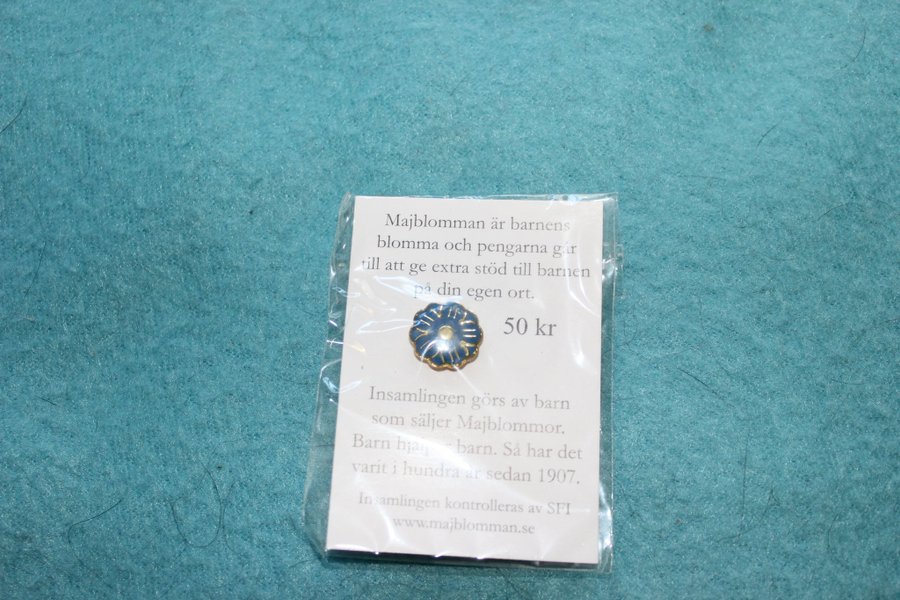 Majblomman är barnens
blomma och pengarna går
till att ge extra stöd till barnen
på din egen ort.
50 kr
Insamlingen görs av barn
som säljer Majblommor.
Barn hjälper barn. Så har det
varit i hundra år sedan 1907.
Insamlingen kontrolleras av SFI
www.majblomman.se